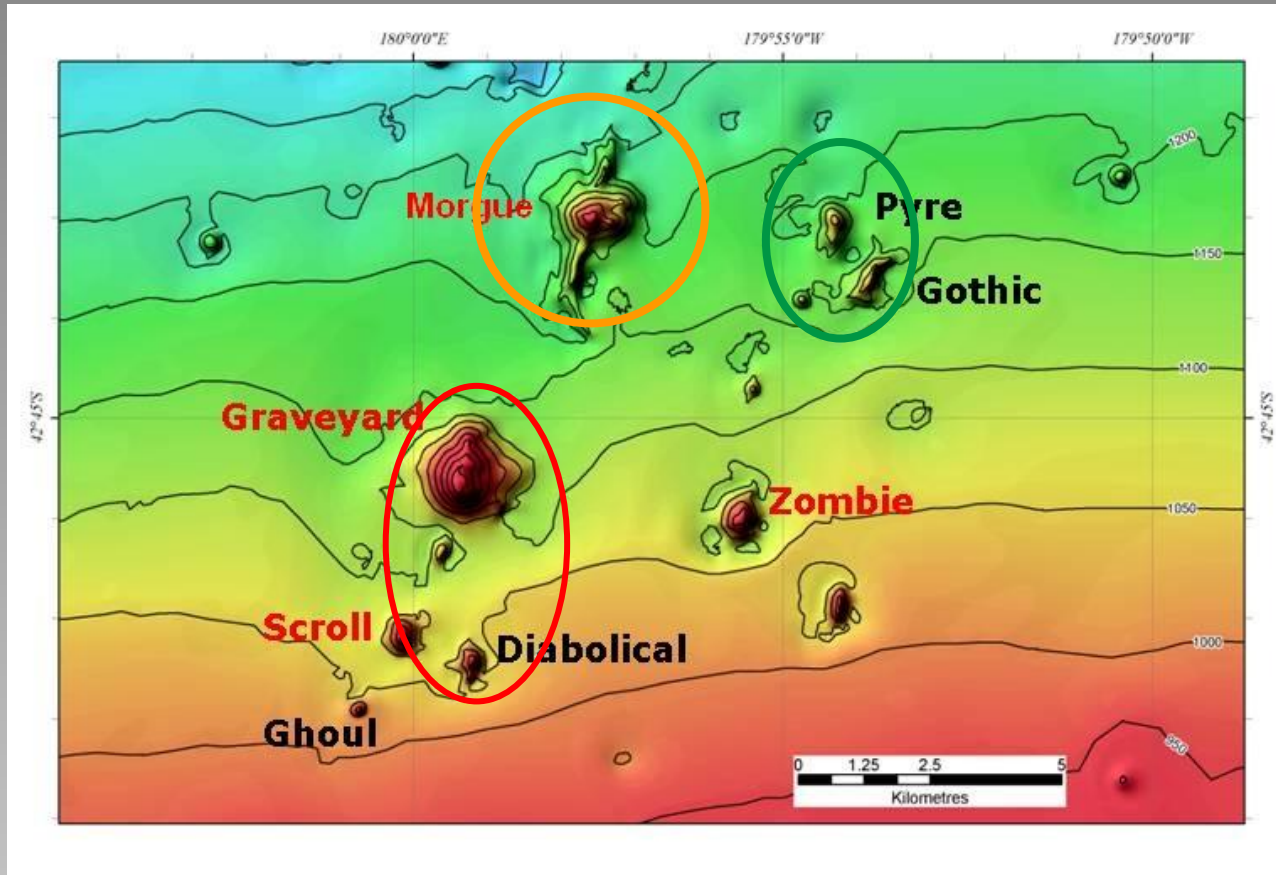 180°0'0"E
179°55'0"W
179°50'0"W
1200
Morgue
Pyre
1150
Gothic
1100
Graveyard
42°45'S
42°45'S
Zombie
1050
Scroll
Diabolical
1000
Ghoul
950
0 1.25 2.5 5
Kilometres